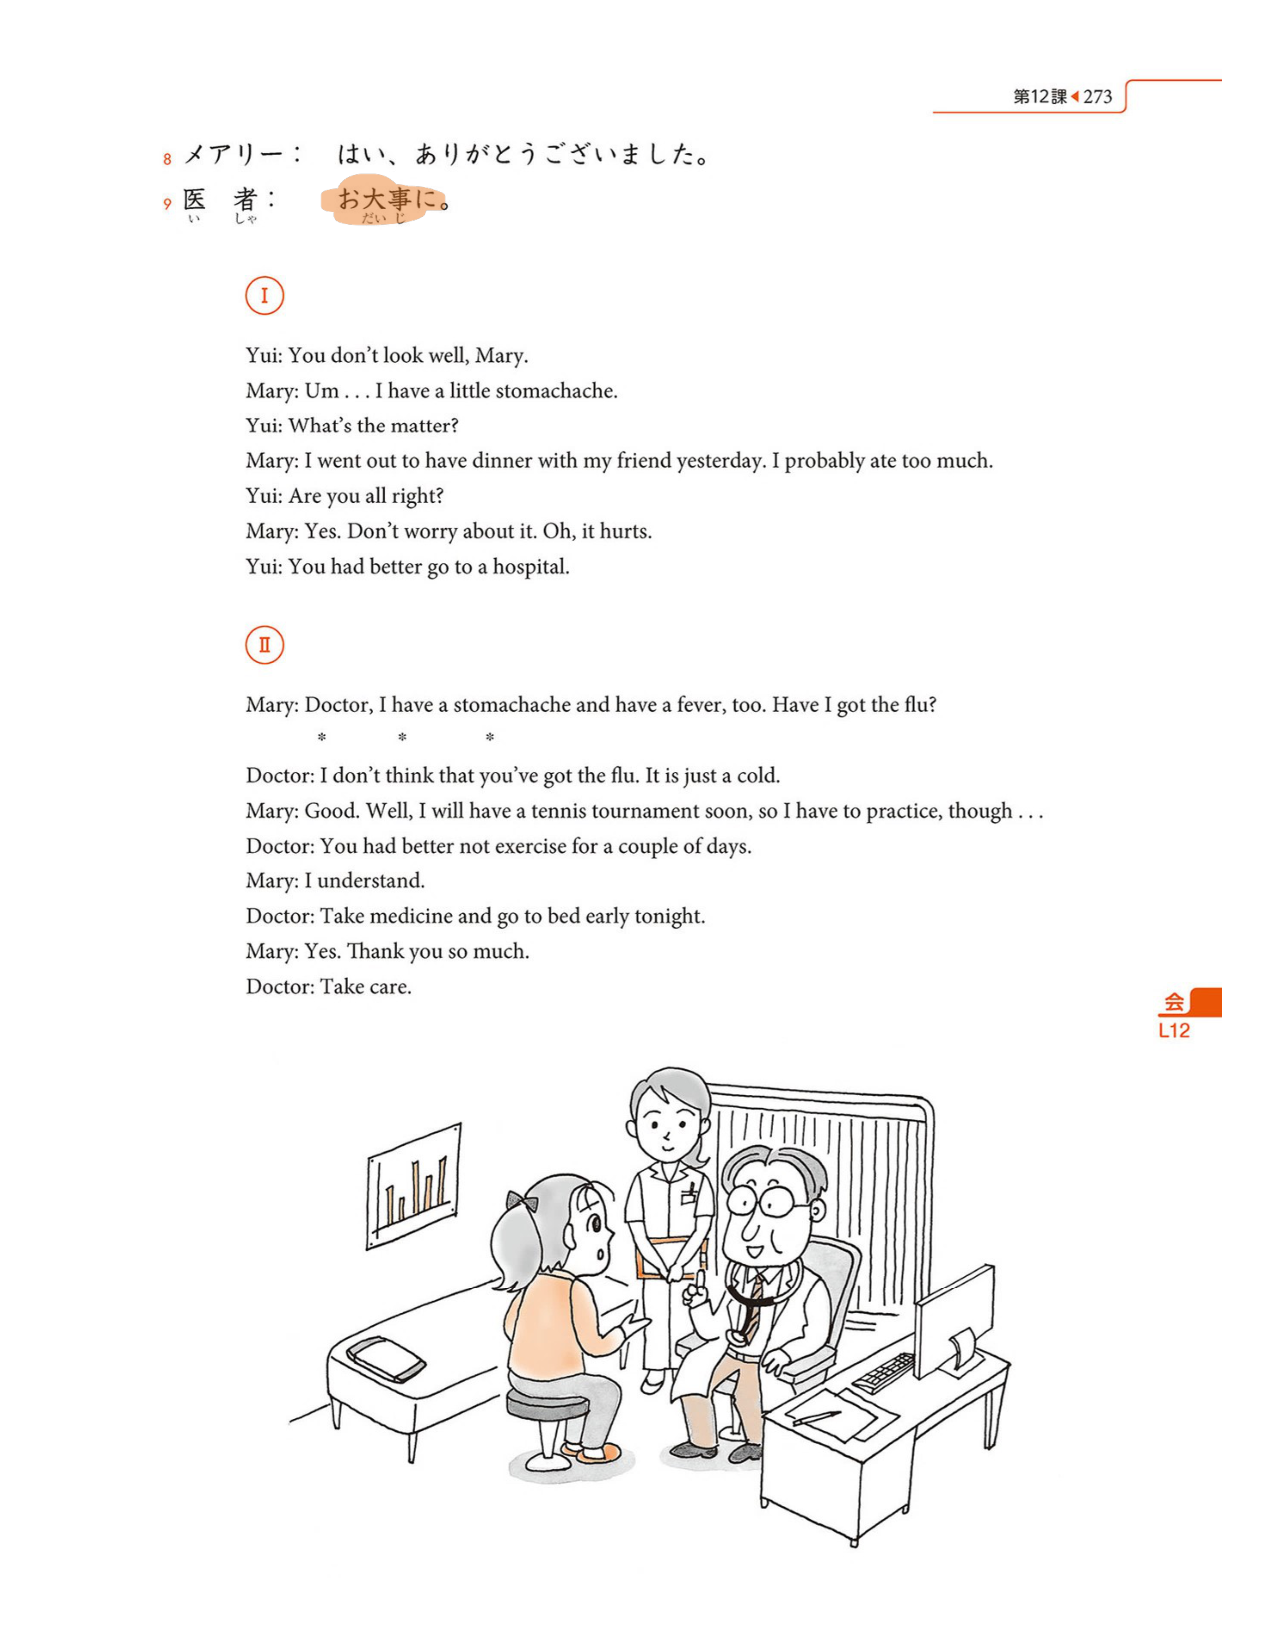 第12課◀273
8 メアリー： はい、ありがとうございました。
9 医者： お大事に。
い しゃ だい じ
I
Yui: You don’t look well, Mary.
Mary: Um . . . I have a little stomachache.
Yui: What’s the matter?
Mary: I went out to have dinner with my friend yesterday. I probably ate too much.
Yui: Are you all right?
Mary: Yes. Don’t worry about it. Oh, it hurts.
Yui: You had better go to a hospital.
II
Mary: Doctor, I have a stomachache and have a fever, too. Have I got the flu?
* * *
Doctor: I don’t think that you’ve got the flu. It is just a cold.
Mary: Good. Well, I will have a tennis tournament soon, so I have to practice, though . . .
Doctor: You had better not exercise for a couple of days.
Mary: I understand.
Doctor: Take medicine and go to bed early tonight.
Mary: Yes. Thank you so much.
Doctor: Take care.
会
L12